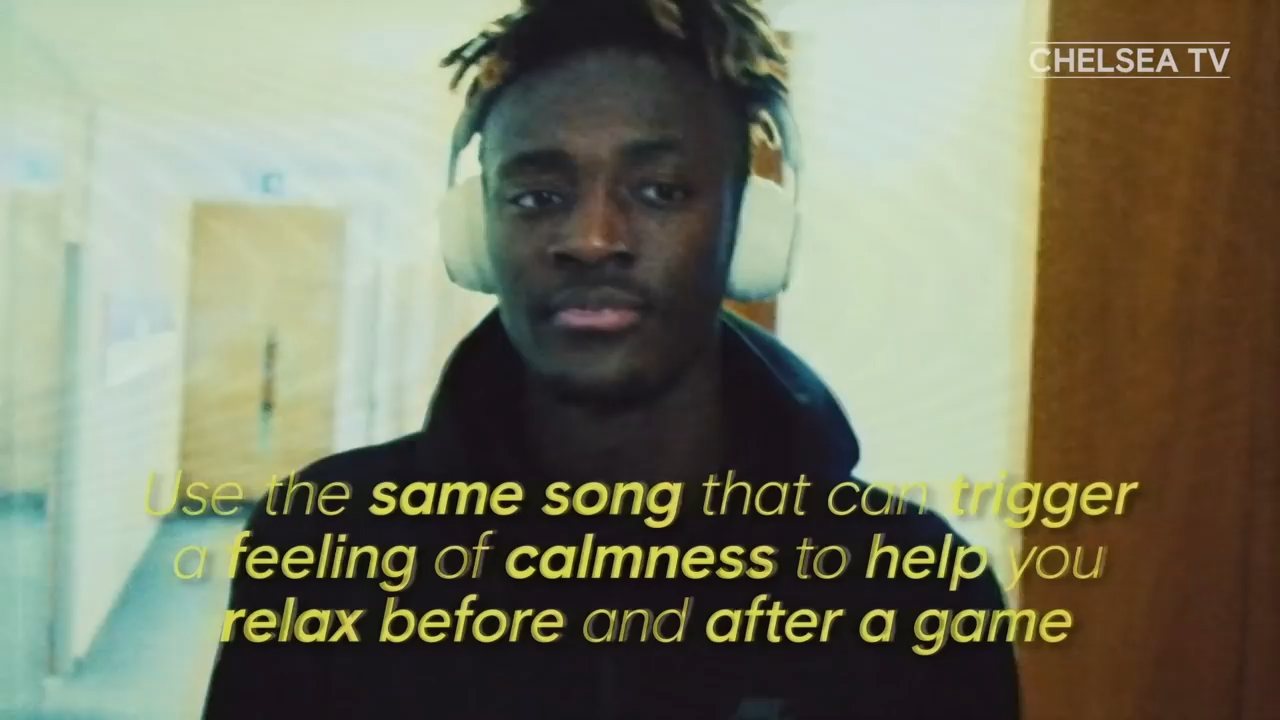 CHELSEA TV
Use the same song that can trigger
a feeling of calmness to help you
relax before and after a game